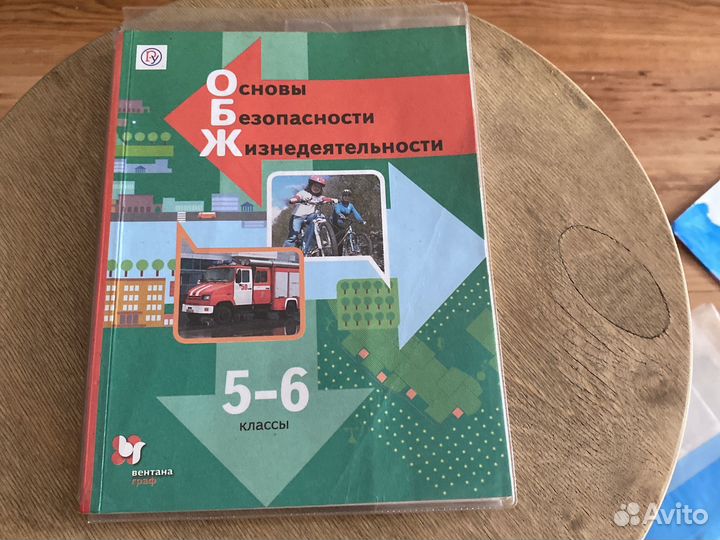 Основы
Безопасности
Жизнедеятельности
5–6
классы
вентана
граф
Avito